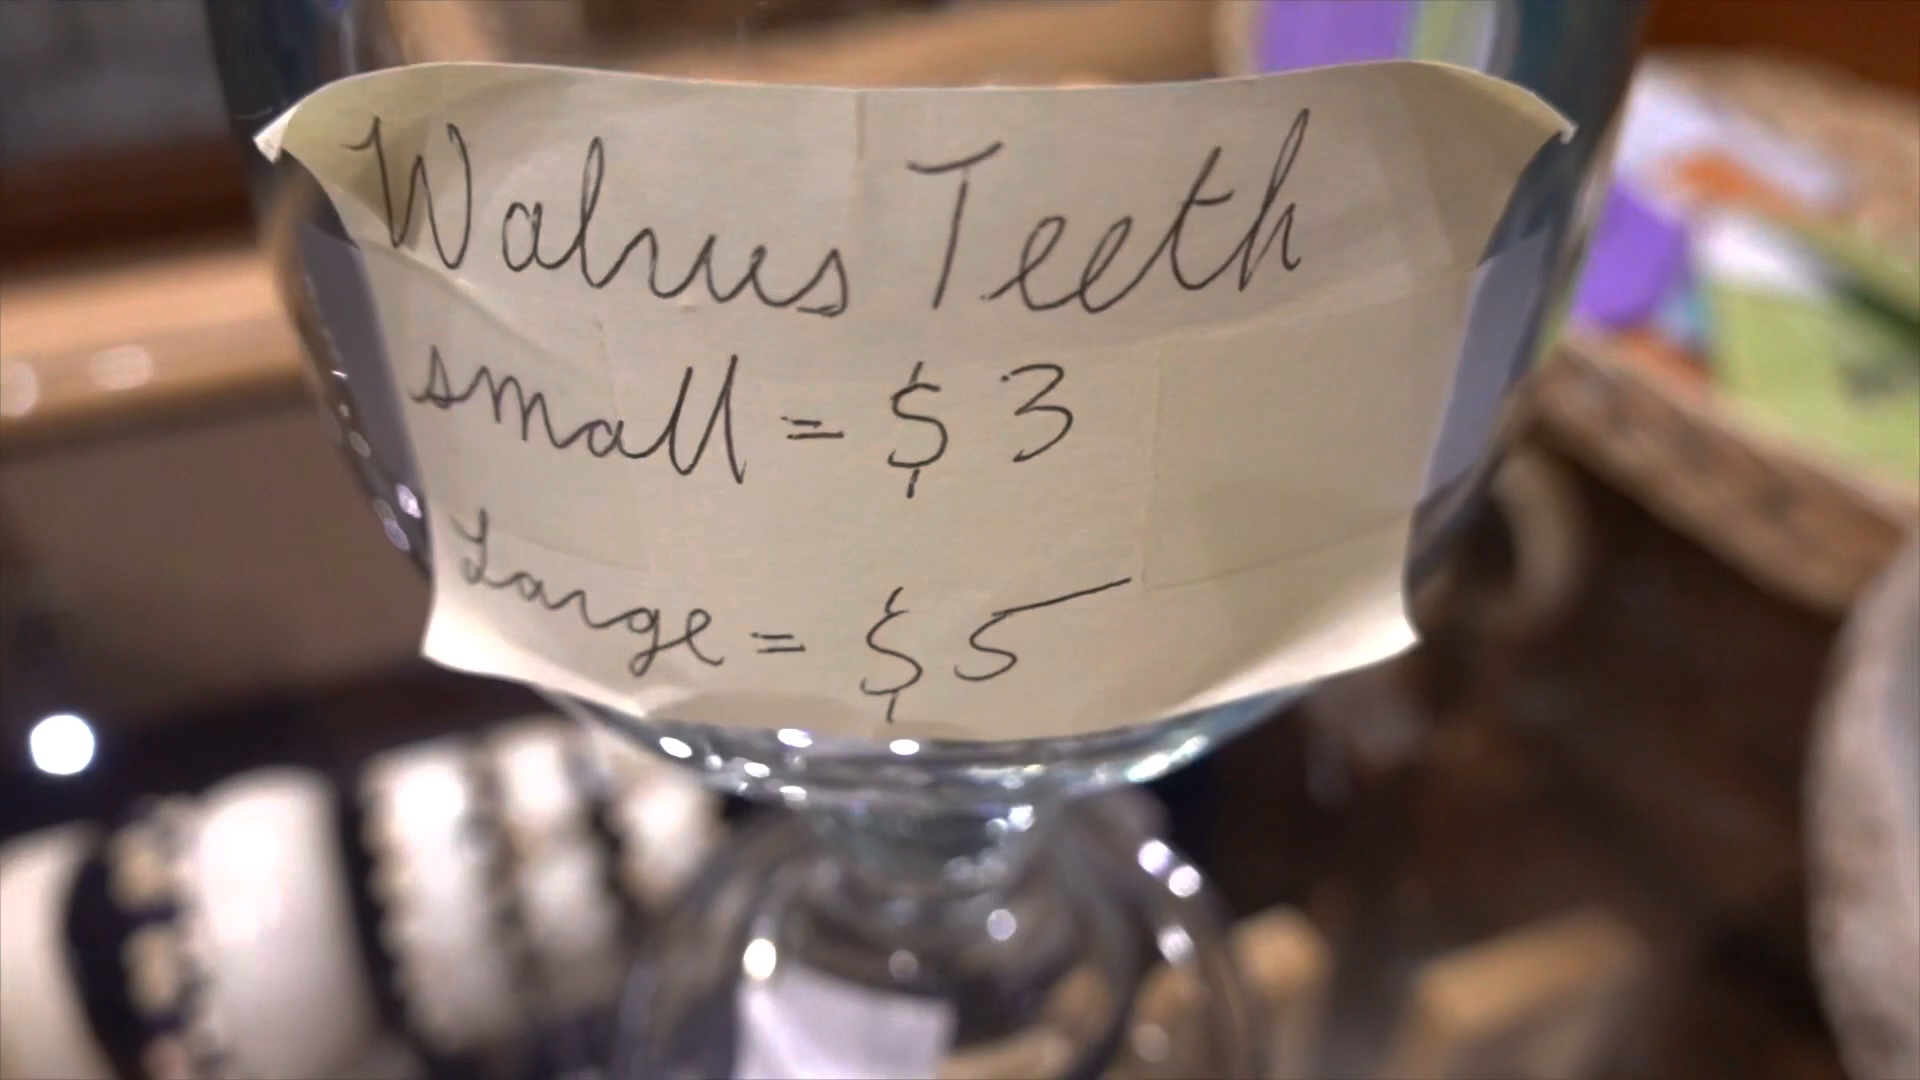 Walrus Teeth
small = $3
Large = $5